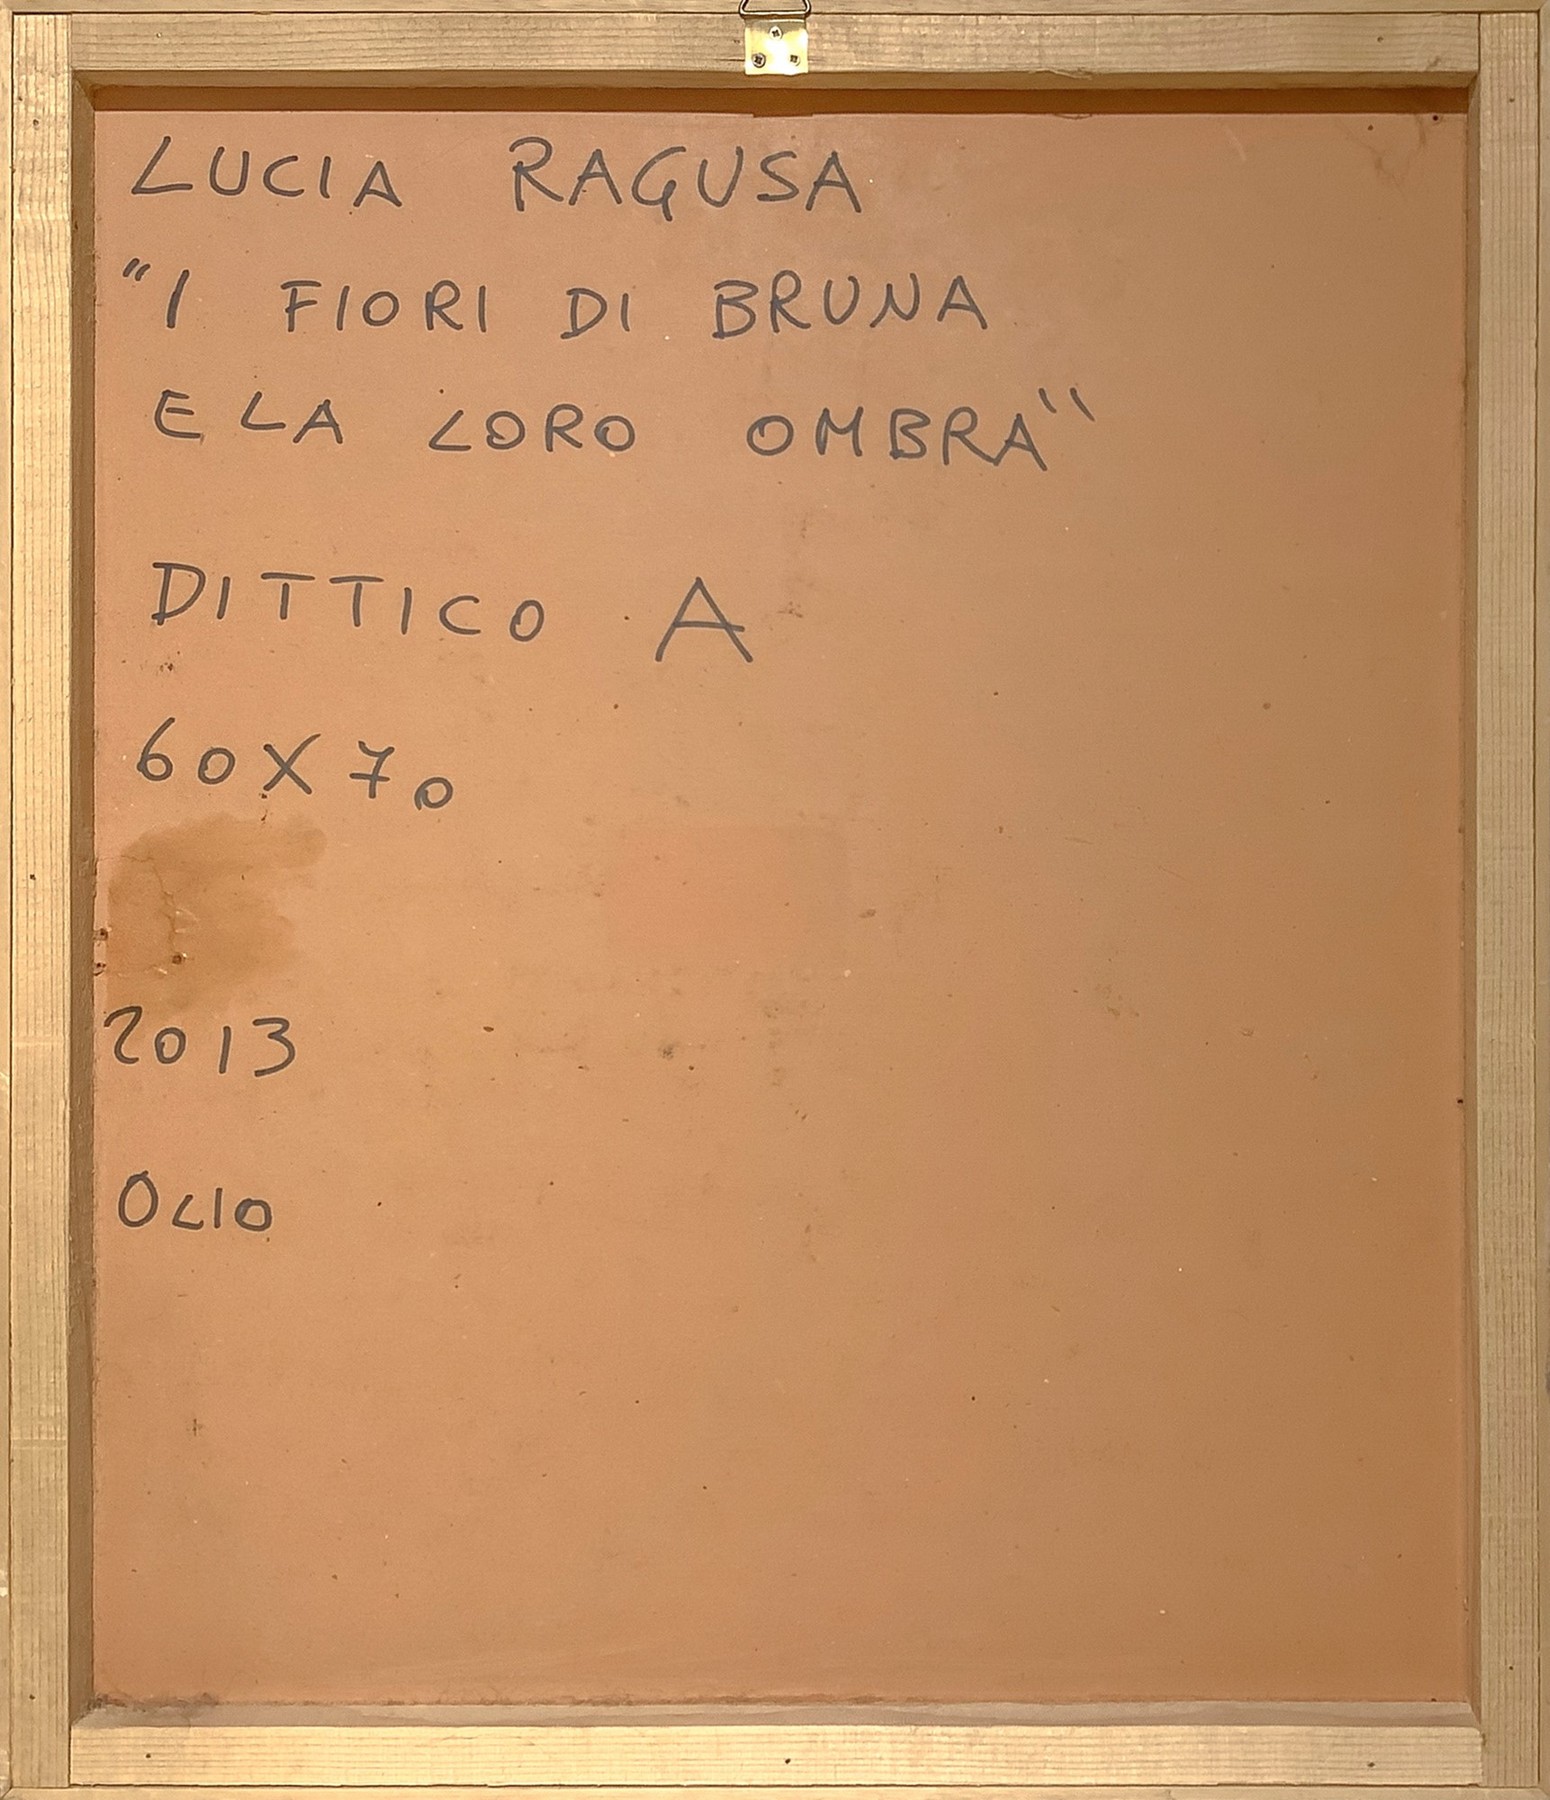 LUCIA RAGUSA
"I FIORI DI BRUNA
E LA LORO OMBRA"
DITTICO A
60X70
2013
OLIO